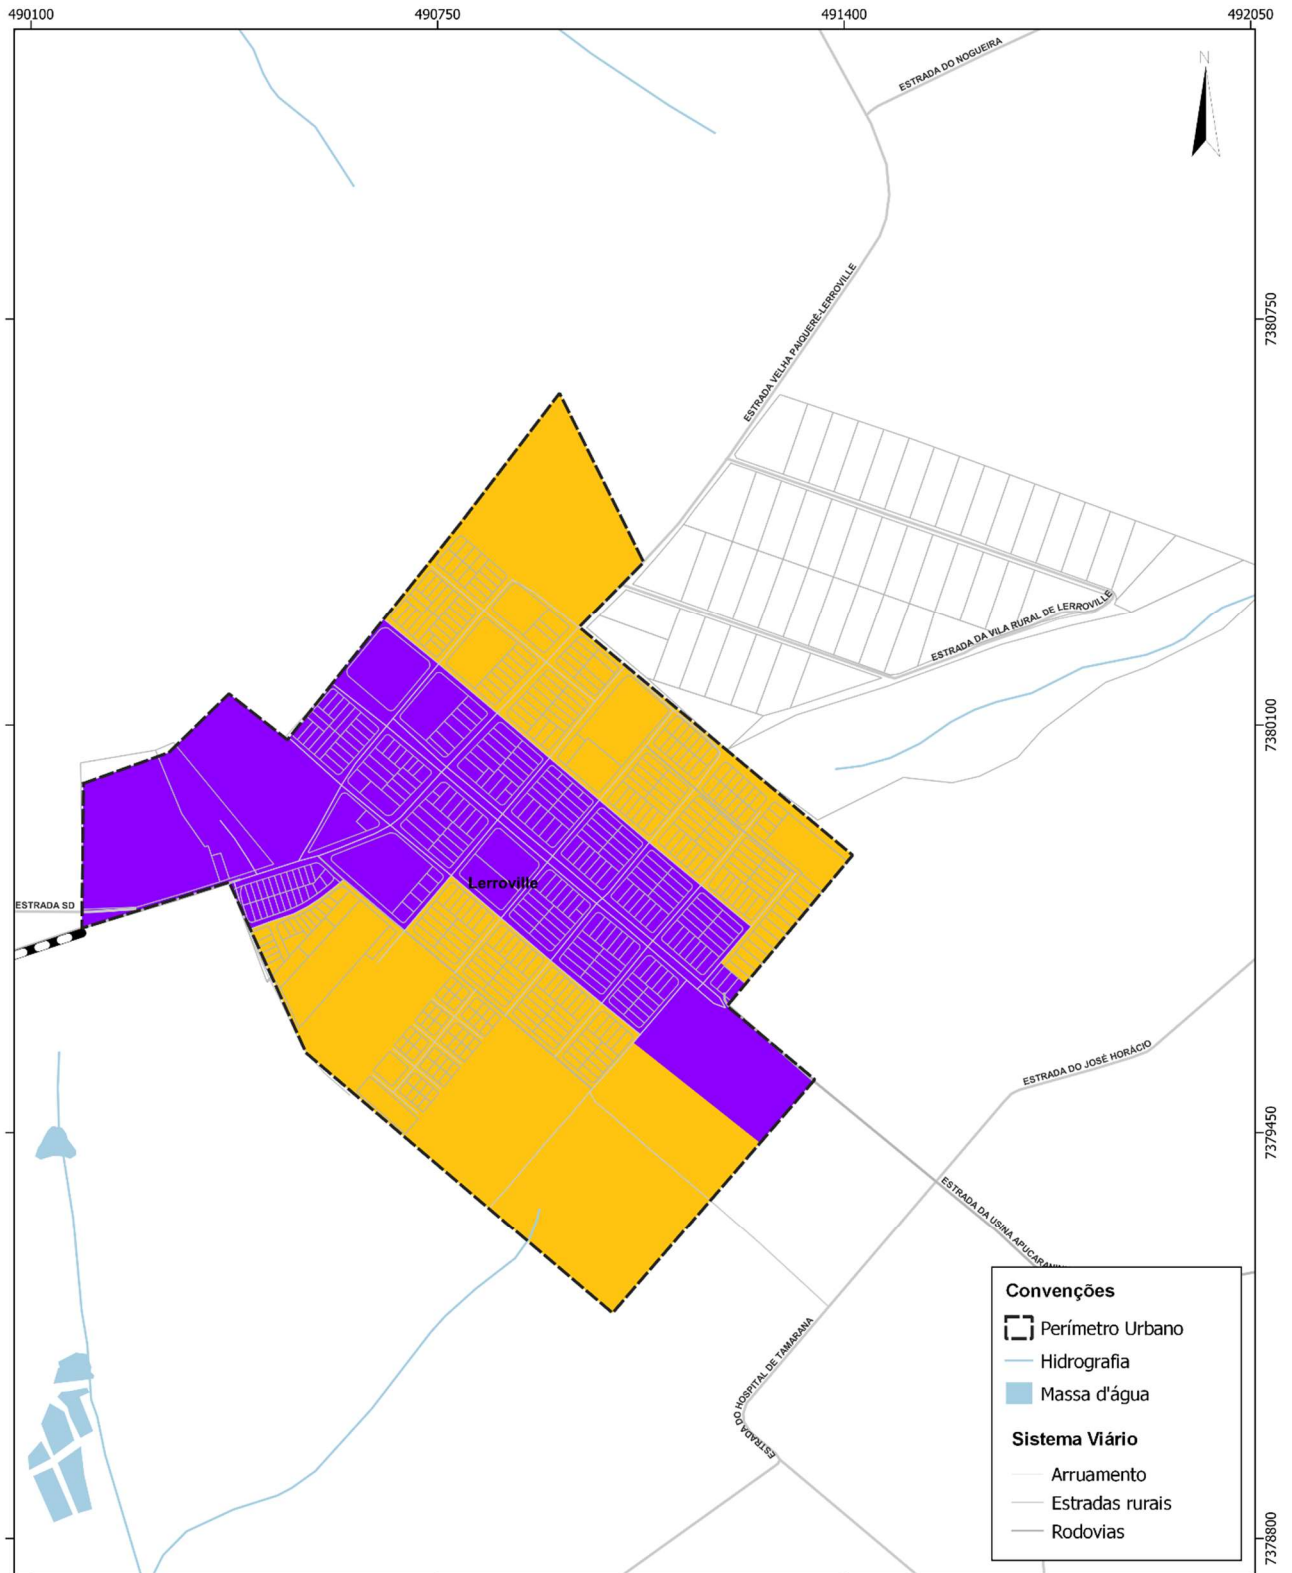 490100 490750 491400 492050
N
ESTRADA DO NOGUEIRA
7380750
ESTRADA VELHA PAIQUERÊ-LERROVILLE
ESTRADA DA VILA RURAL DE LERROVILLE
7380100
Lerroville
ESTRADA SD
ESTRADA DO JOSÉ HORÁCIO
7379450
ESTRADA DA USINA
ESTRADA DO HOSPITAL DE TAMARANA
Convenções
Perímetro Urbano
Hidrografia
Massa d'água
Sistema Viário
Arruamento
Estradas rurais
Rodovias
7378800